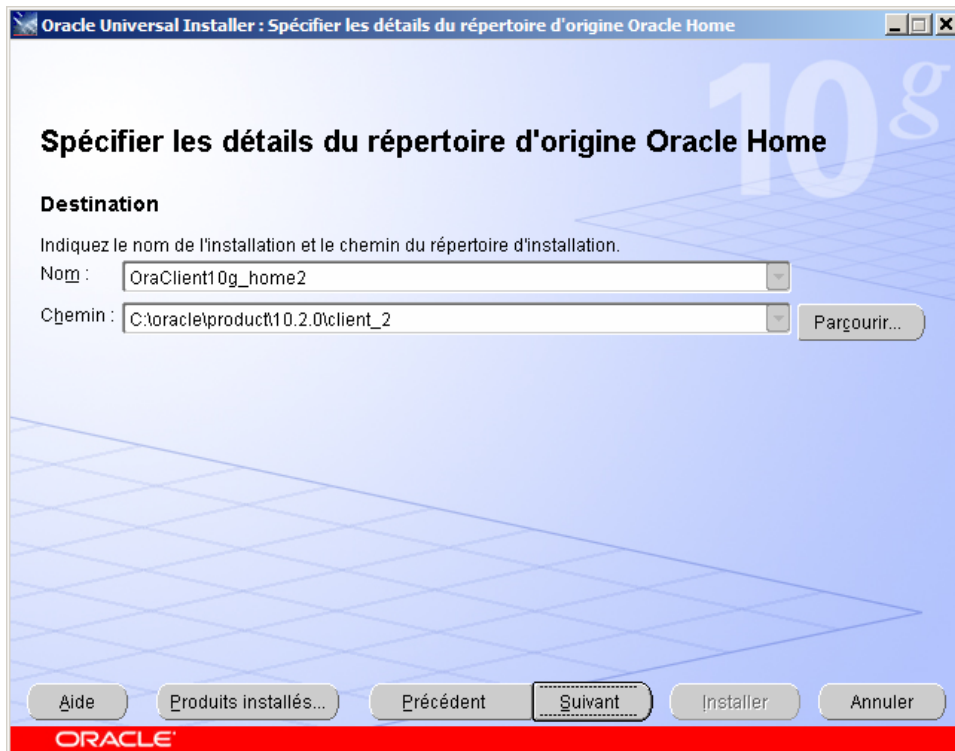 Oracle Universal Installer : Spécifier les détails du répertoire d'origine Oracle Home
10g
Spécifier les détails du répertoire d'origine Oracle Home
Destination
Indiquez le nom de l'installation et le chemin du répertoire d'installation.
Nom : OraClient10g_home2
Chemin : C:\oracle\product\10.2.0\client_2 Parcourir...
Aide Produits installés... Précédent Suivant Installer Annuler
ORACLE